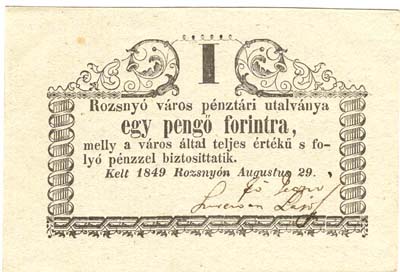 I
Rozsnyó város pénztári utalványa
egy pengő forintra,
melly a város által teljes értékű s fo-
lyó pénzzel biztosittatik.
Kelt 1849 Rozsnyón Augustus 29.